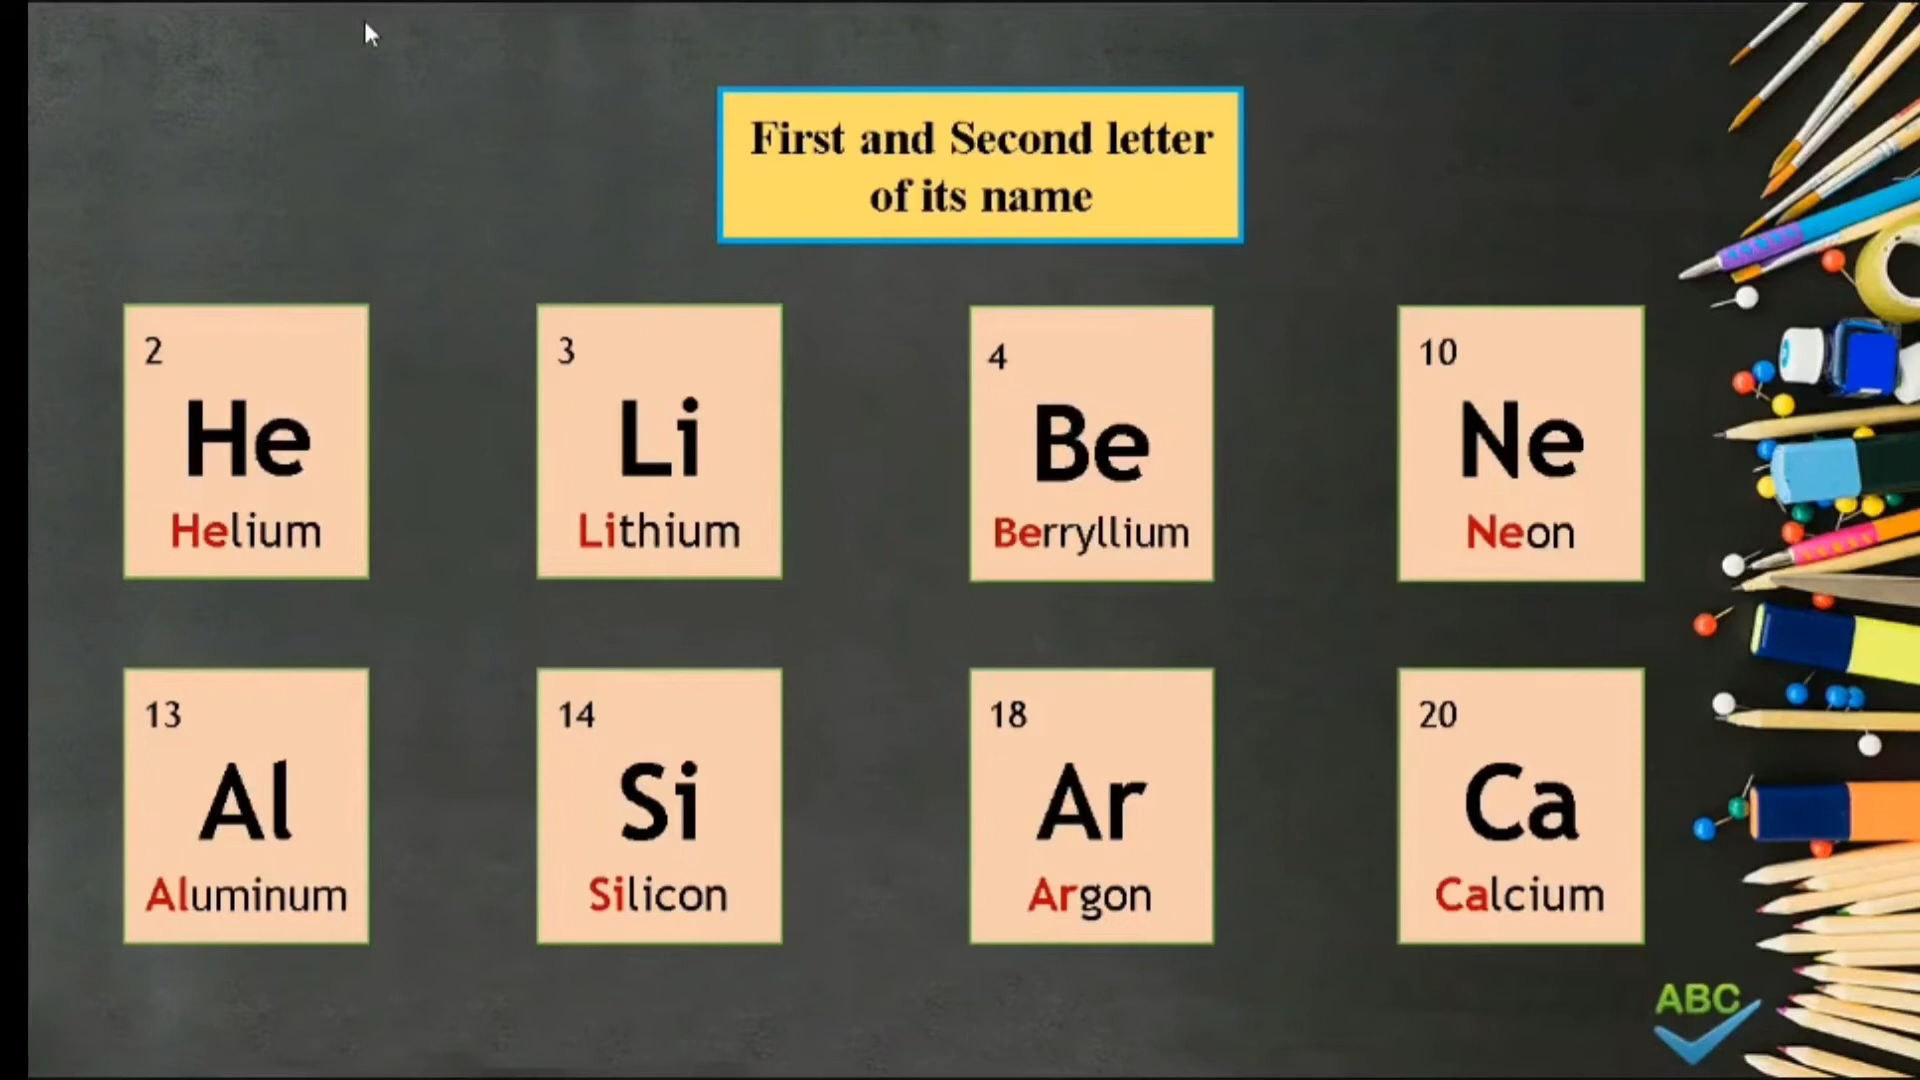 First and Second letter
of its name
2
He
Helium
3
Li
Lithium
4
Be
Berryllium
10
Ne
Neon
13
Al
Aluminum
14
Si
Silicon
18
Ar
Argon
20
Ca
Calcium
ABC